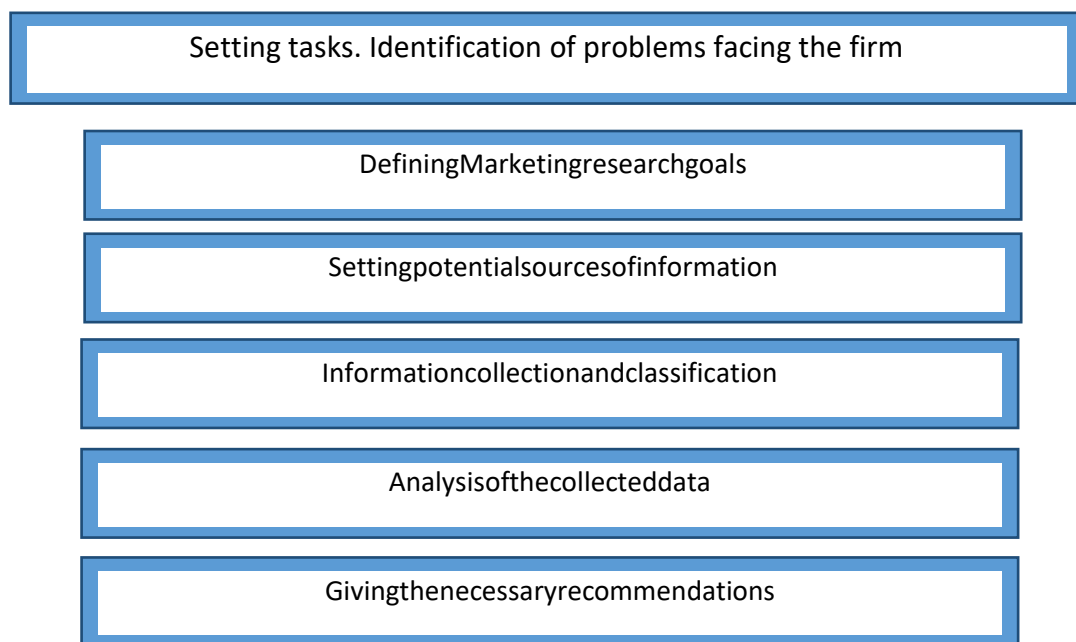 Setting tasks. Identification of problems facing the firm
DefiningMarketingresearchgoals
Settingpotentialsourcesofinformation
Informationcollectionandclassification
Analysisofthecollecteddata
Givingthenecessaryrecommendations